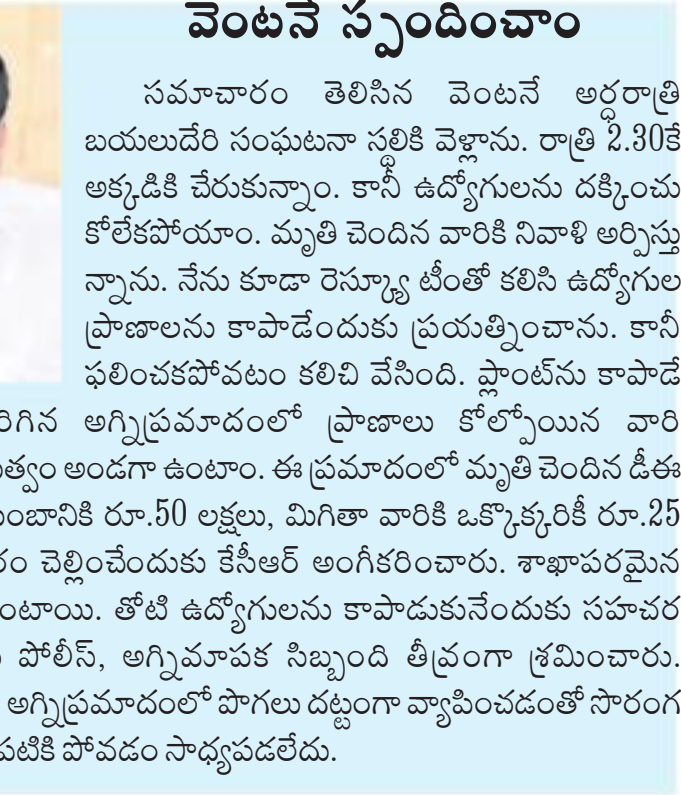 వెంటనే స్పందించాం
సమాచారం తెలిసిన వెంటనే అర్ధరాత్రి
బయలుదేరి సంఘటనా స్థలికి వెళ్లాను. రాత్రి 2.30కే
అక్కడికి చేరుకున్నాం. కానీ ఉద్యోగులను దక్కించు
కోలేకపోయాం. మృతి చెందిన వారికి నివాళి అర్పిస్తు
న్నాను. నేను కూడా రెస్క్యూ టీంతో కలిసి ఉద్యోగుల
ప్రాణాలను కాపాడేందుకు ప్రయత్నించాను. కానీ
ఫలించకపోవటం కలిచి వేసింది. ప్లాంట్‌ను కాపాడే
రిగిన అగ్నిప్రమాదంలో ప్రాణాలు కోల్పోయిన వారి
త్వం అండగా ఉంటాం. ఈ ప్రమాదంలో మృతి చెందిన డీఈ
ంబానికి రూ.50 లక్షలు, మిగితా వారికి ఒక్కొక్కరికీ రూ.25
రం చెల్లించేందుకు కేసీఆర్ అంగీకరించారు. శాఖాపరమైన
ంటాయి. తోటి ఉద్యోగులను కాపాడుకునేందుకు సహచర
పోలీస్, అగ్నిమాపక సిబ్బంది తీవ్రంగా శ్రమించారు.
అగ్నిప్రమాదంలో పొగలు దట్టంగా వ్యాపించడంతో సొరంగ
పటికి పోవడం సాధ్యపడలేదు.